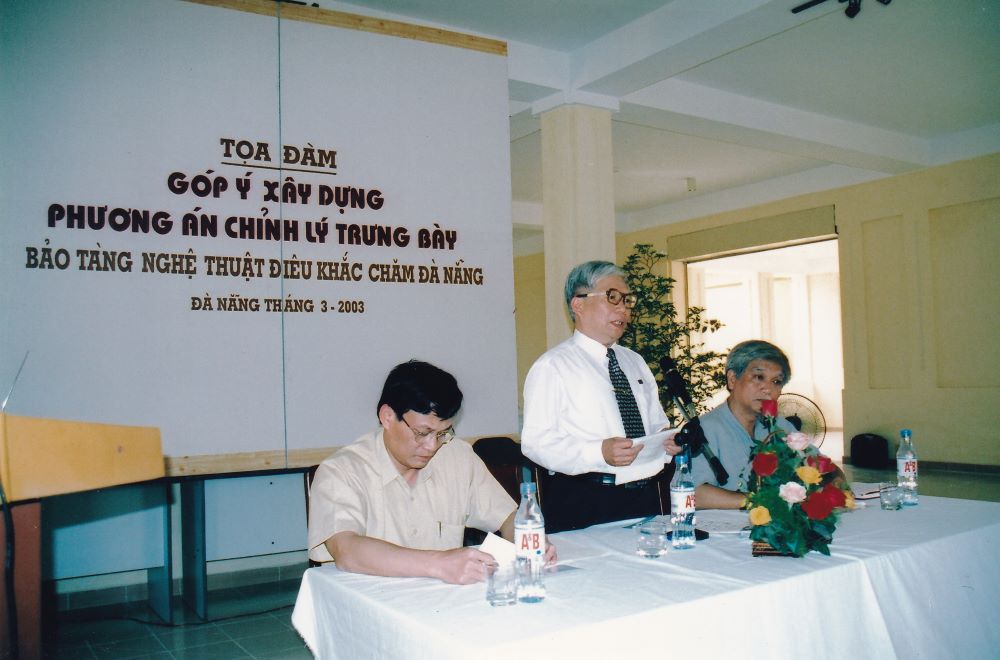 TỌA ĐÀM
GÓP Ý XÂY DỰNG
PHƯƠNG ÁN CHỈNH LÝ TRƯNG BÀY
BẢO TÀNG NGHỆ THUẬT ĐIÊU KHẮC CHĂM ĐÀ NẴNG
ĐÀ NẴNG THÁNG 3 - 2003
A&B
A&B
A&B